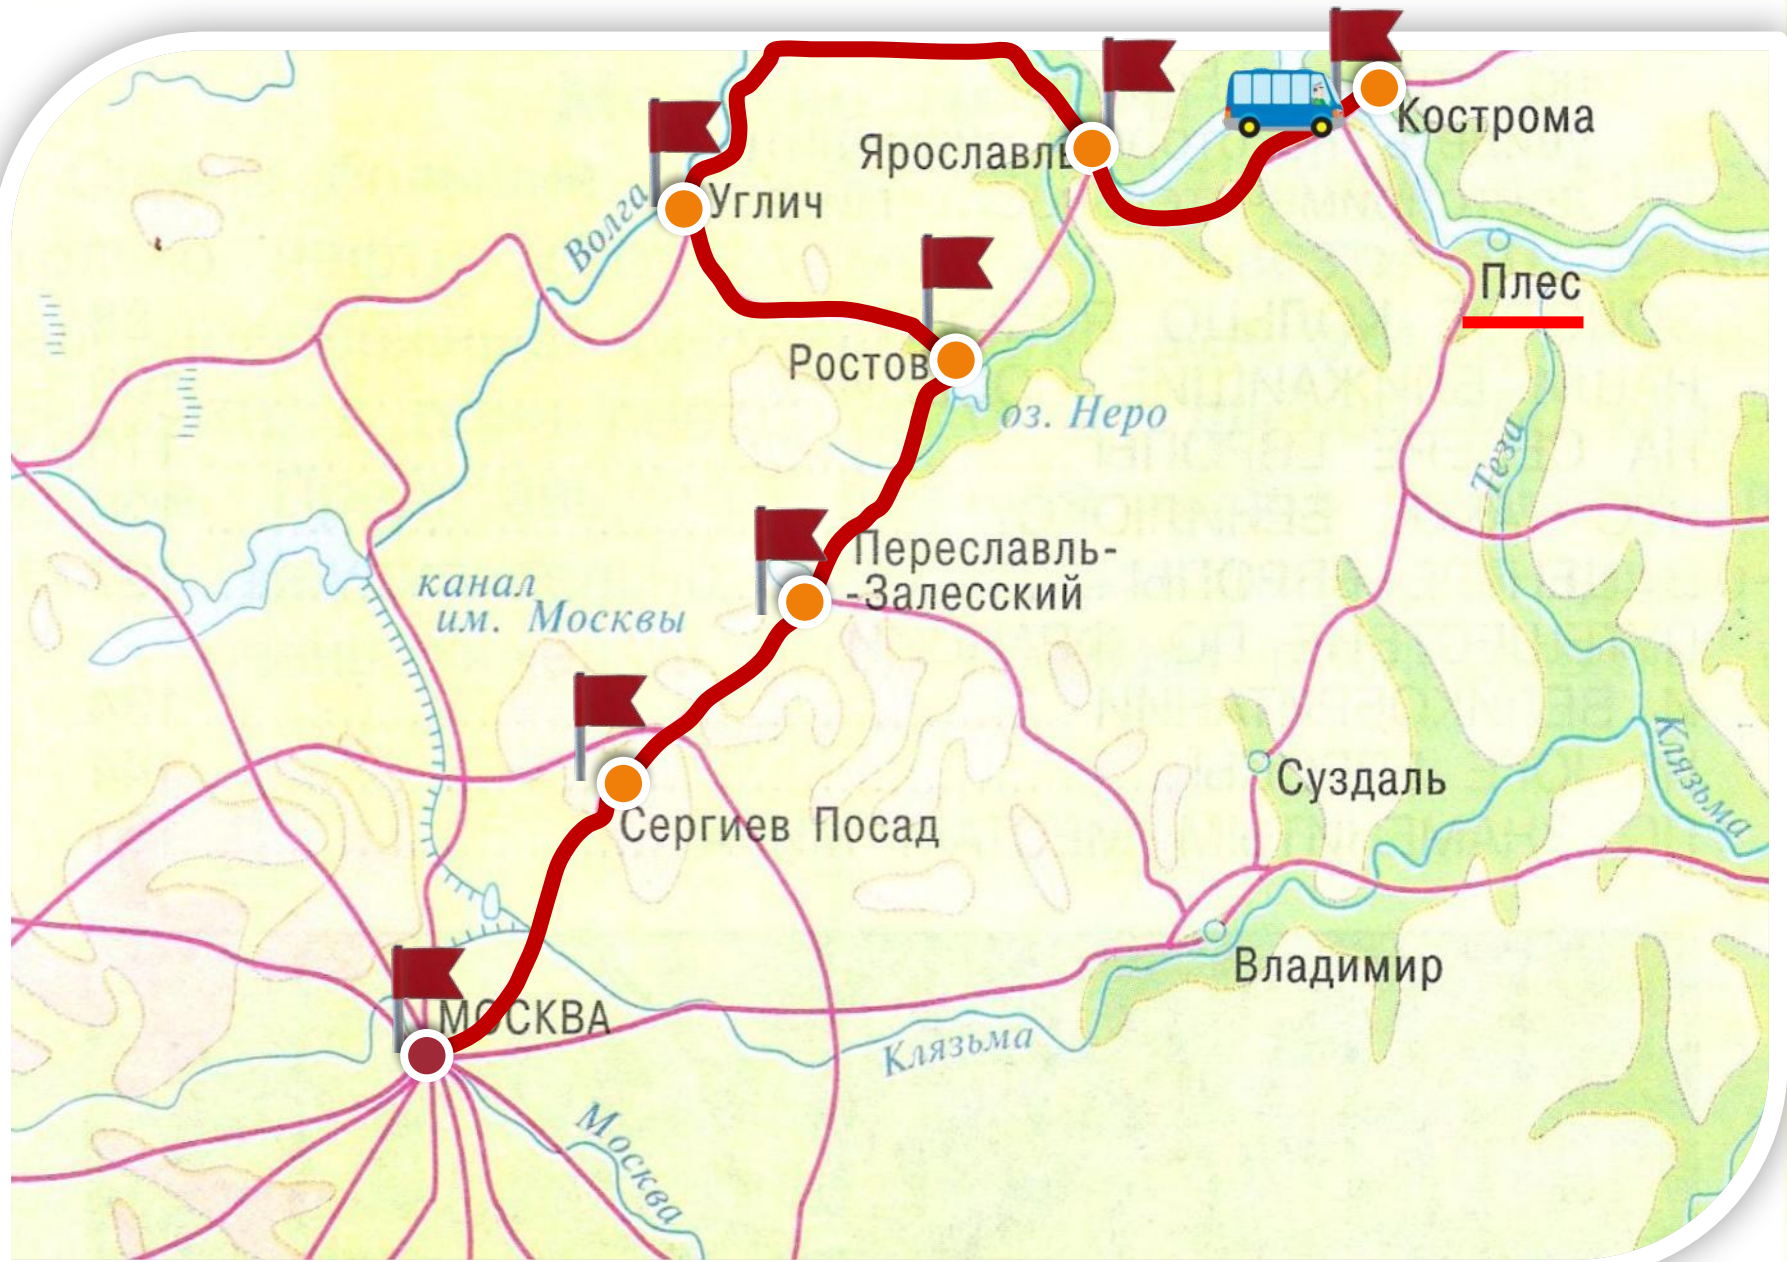 Кострома
Ярославль
Углич
Волга
Плес
Ростов
оз. Неро
Теза
Переславль-
-Залесский
канал
им. Москвы
Клязьма
Суздаль
Сергиев Посад
Владимир
МОСКВА
Клязьма
Москва